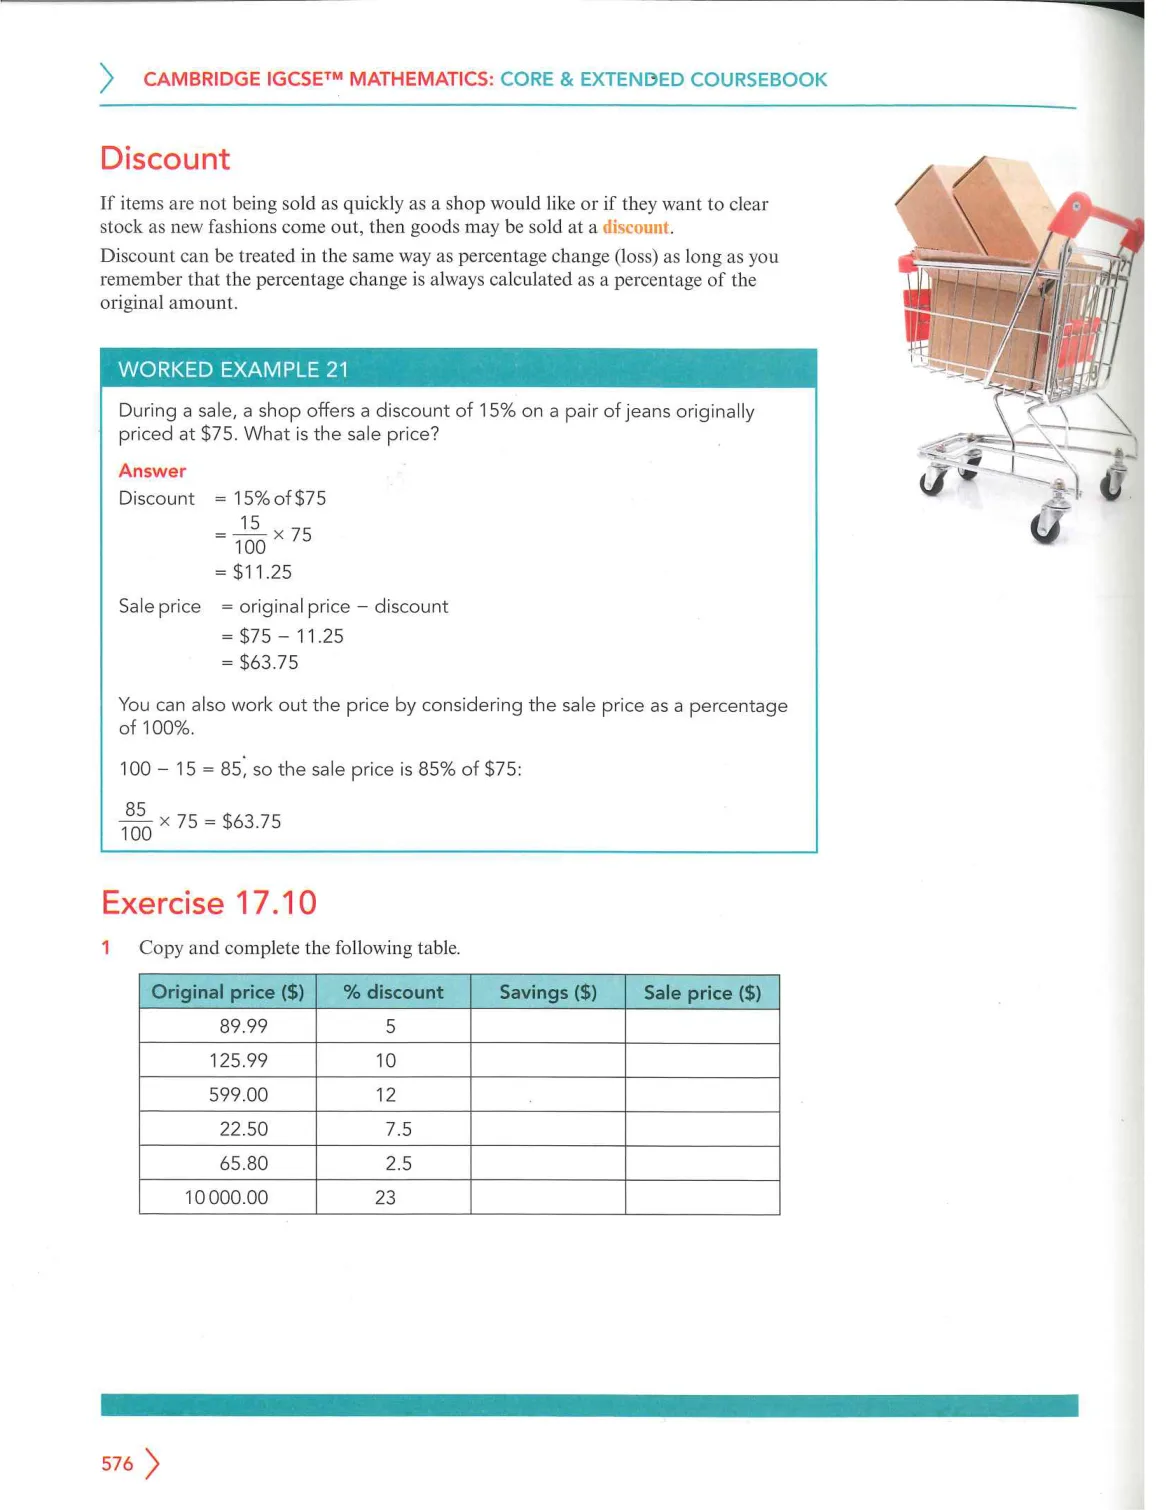 CAMBRIDGE IGCSE™ MATHEMATICS: CORE & EXTENDED COURSEBOOK
Discount
If items are not being sold as quickly as a shop would like or if they want to clear
stock as new fashions come out, then goods may be sold at a discount.
Discount can be treated in the same way as percentage change (loss) as long as you
remember that the percentage change is always calculated as a percentage of the
original amount.
WORKED EXAMPLE 21
During a sale, a shop offers a discount of 15% on a pair of jeans originally
priced at $75. What is the sale price?
Answer
Discount = 15% of $75
= 15/100 × 75
= $11.25
Sale price = original price − discount
= $75 − 11.25
= $63.75
You can also work out the price by considering the sale price as a percentage
of 100%.
100 − 15 = 85, so the sale price is 85% of $75:
85/100 × 75 = $63.75
Exercise 17.10
1 Copy and complete the following table.
Original price ($) % discount Savings ($) Sale price ($)
89.99 5
125.99 10
599.00 12
22.50 7.5
65.80 2.5
10 000.00 23
576